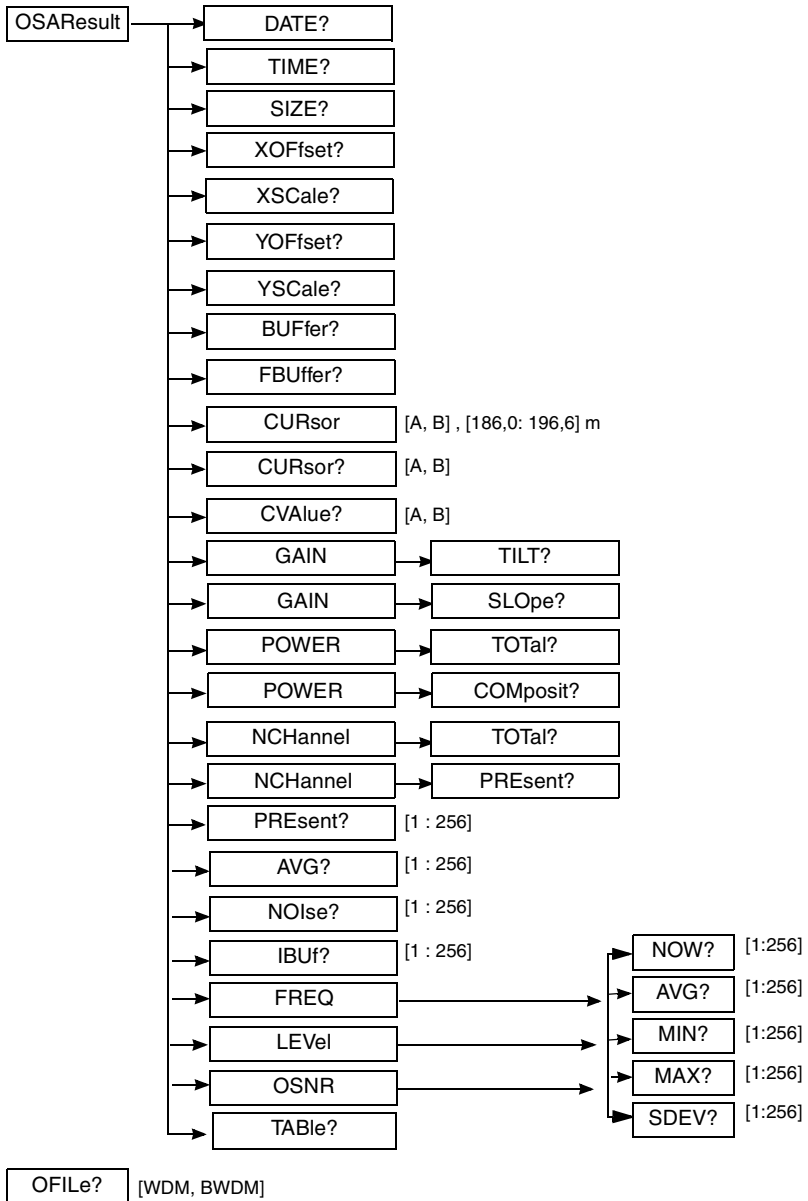 OSAResult DATE?
TIME?
SIZE?
XOFfset?
XSCale?
YOFfset?
YSCale?
BUFfer?
FBUffer?
CURsor [A, B] , [186,0: 196,6] m
CURsor? [A, B]
CVAlue? [A, B]
GAIN TILT?
GAIN SLOpe?
POWER TOTal?
POWER COMposit?
NCHannel TOTal?
NCHannel PREsent?
PREsent? [1 : 256]
AVG? [1 : 256]
NOIse? [1 : 256]
IBUf? [1 : 256]
FREQ
LEVel
OSNR
TABle?
NOW? [1:256]
AVG? [1:256]
MIN? [1:256]
MAX? [1:256]
SDEV? [1:256]
OFILe? [WDM, BWDM]